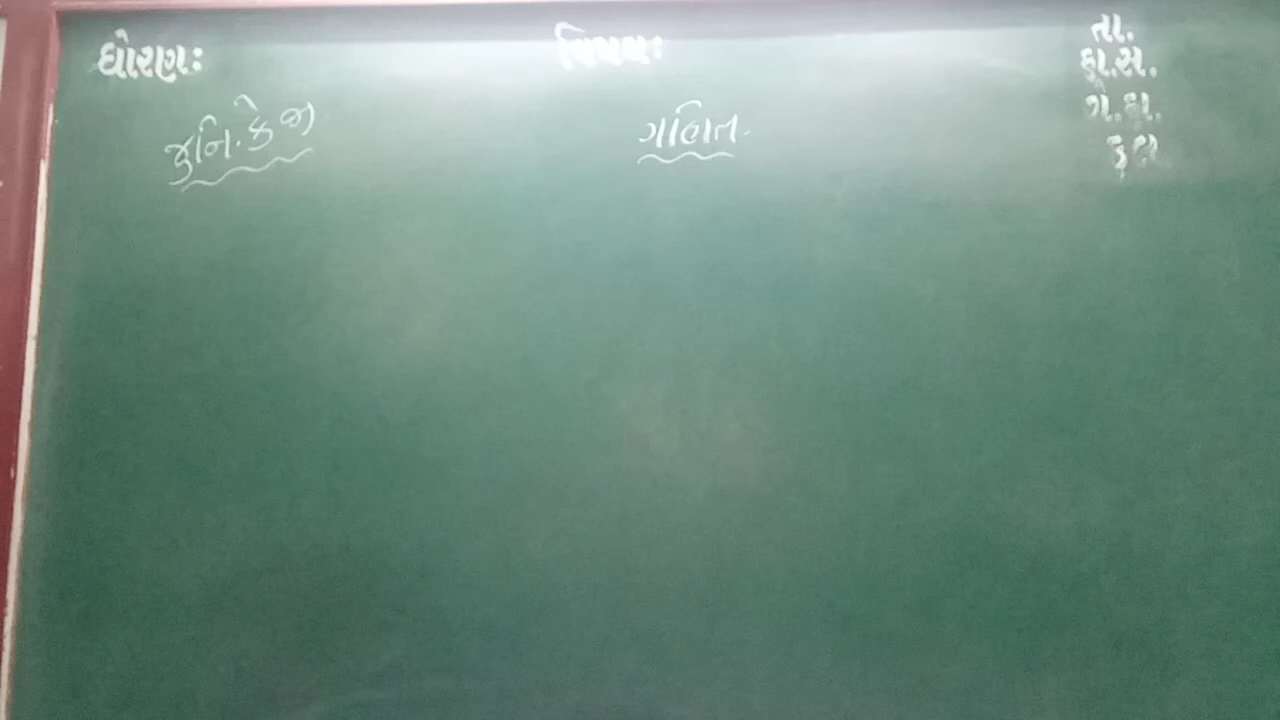 ધોરણ:
વિષય:
તા.
હા.સ.
ગે.હા.
કુલ
જુનિ.કેજી
ગણિત.